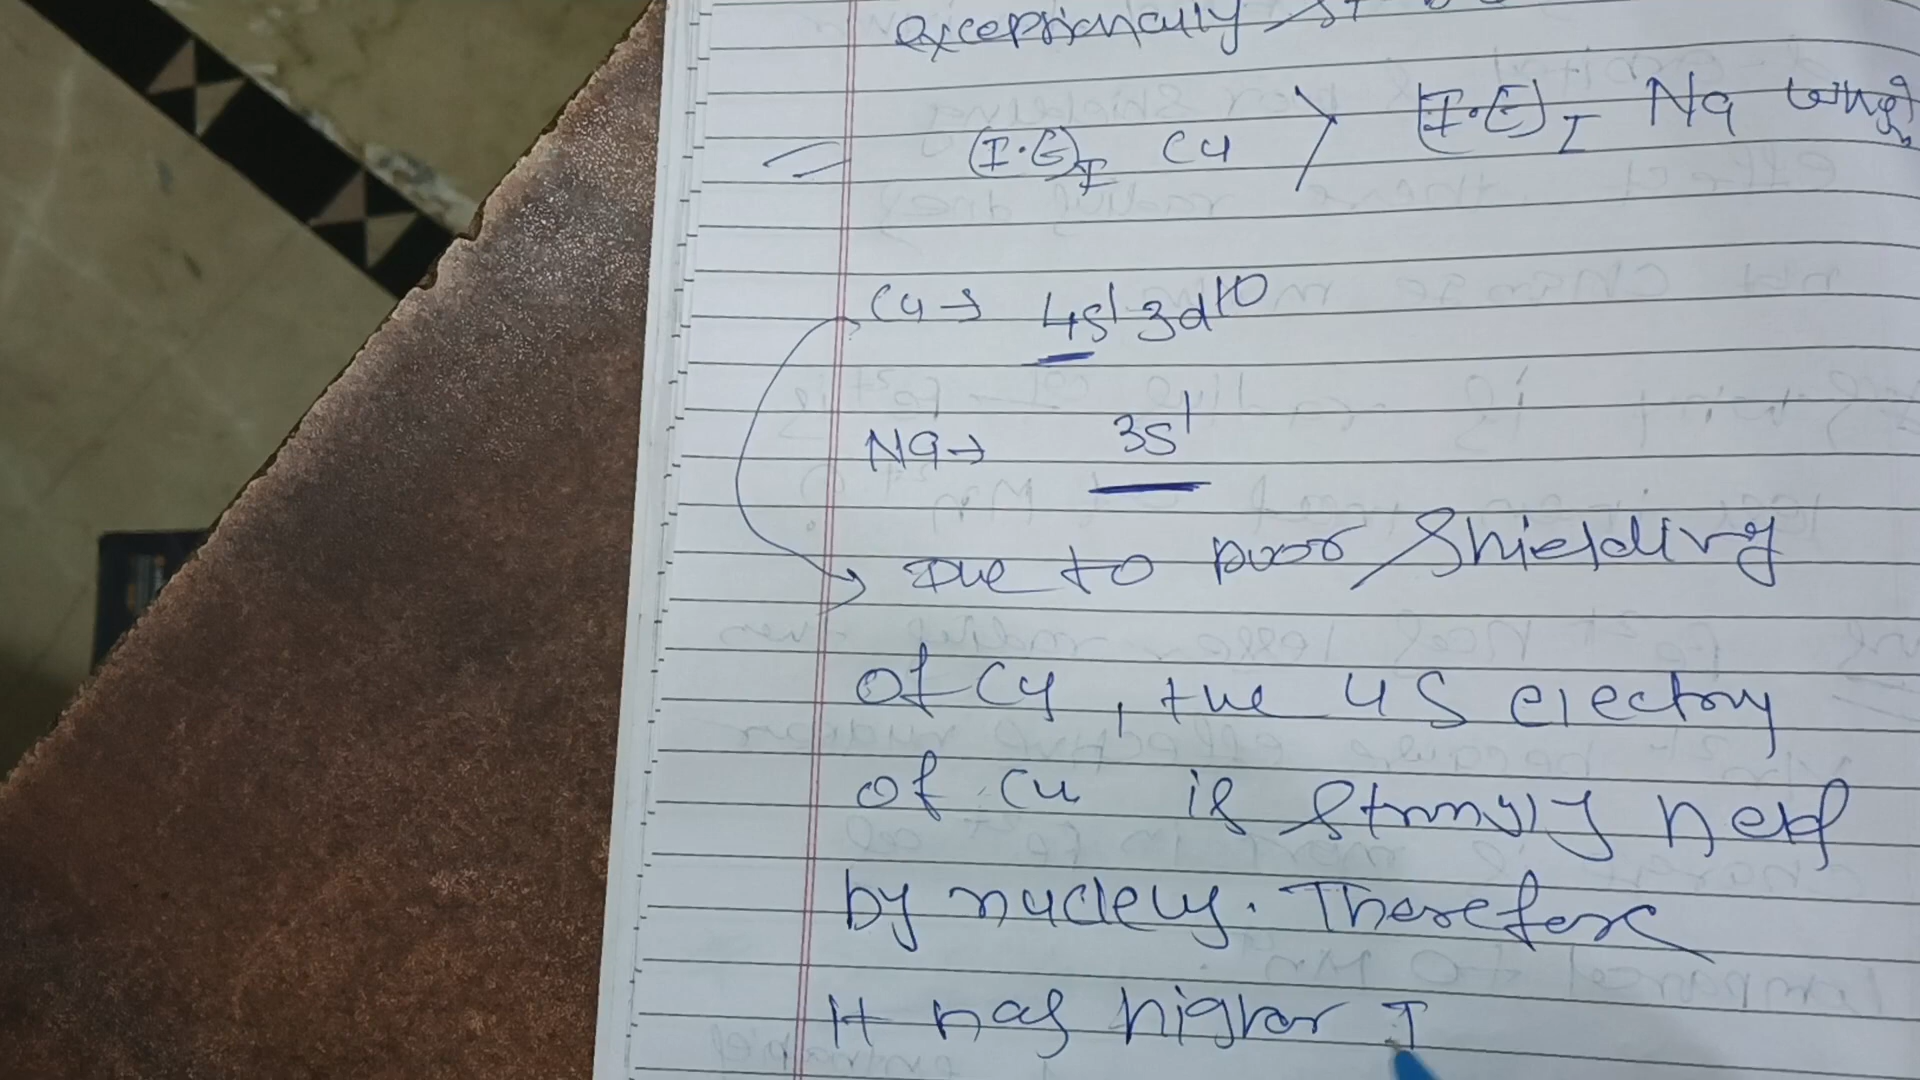 exceptionally
= (I.E)I Cu > (I.E)I Na why?
Cu → 4s¹ 3d¹⁰
Na → 3s¹
Due to poor shielding
of Cu, the 4s electron
of Cu is strongly held
by nucleus. Therefore
it has higher I